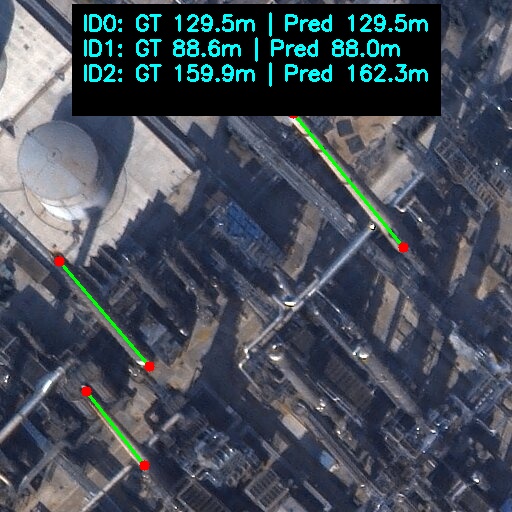 ID0: GT 129.5m | Pred 129.5m
ID1: GT 88.6m | Pred 88.0m
ID2: GT 159.9m | Pred 162.3m